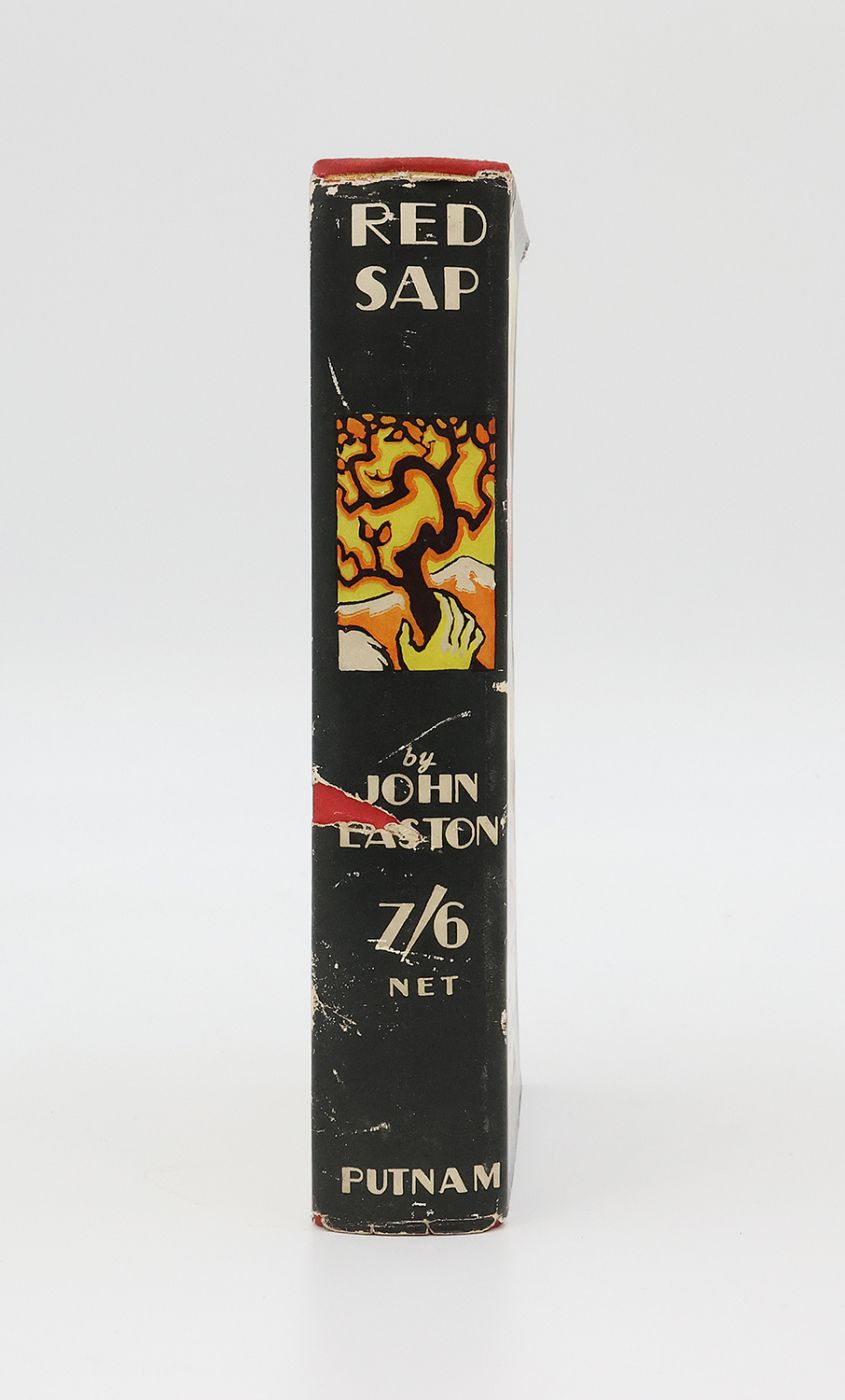 RED
SAP
by
JOHN
EASTON
7/6
NET
PUTNAM